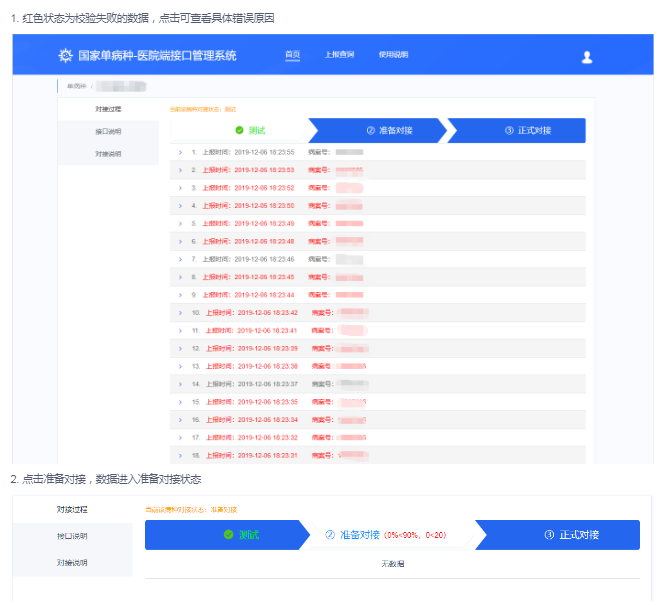 1. 红色状态为校验失败的数据，点击可查看具体错误原因
国家单病种-医院端接口管理系统 首页 上报查询 使用说明
单病种 /
对接过程
接口说明
对接说明
当前该病种对接状态：测试
测试 ② 准备对接 ③ 正式对接
1. 上报时间：2019-12-06 18:23:55 病案号：
2. 上报时间：2019-12-06 18:23:53 病案号：
3. 上报时间：2019-12-06 18:23:52 病案号：
4. 上报时间：2019-12-06 18:23:50 病案号：
5. 上报时间：2019-12-06 18:23:49 病案号：
6. 上报时间：2019-12-06 18:23:48 病案号：
7. 上报时间：2019-12-06 18:23:46 病案号：
8. 上报时间：2019-12-06 18:23:45 病案号：
9. 上报时间：2019-12-06 18:23:44 病案号：
10. 上报时间：2019-12-06 18:23:42 病案号：
11. 上报时间：2019-12-06 18:23:41 病案号：
12. 上报时间：2019-12-06 18:23:39 病案号：
13. 上报时间：2019-12-06 18:23:38 病案号：
14. 上报时间：2019-12-06 18:23:37 病案号：
15. 上报时间：2019-12-06 18:23:35 病案号：
16. 上报时间：2019-12-06 18:23:34 病案号：
17. 上报时间：2019-12-06 18:23:32 病案号：
18. 上报时间：2019-12-06 18:23:31 病案号：
2. 点击准备对接，数据进入准备对接状态
对接过程
接口说明
对接说明
当前该病种对接状态：准备对接
测试 ② 准备对接（0%<90%，0<20） ③ 正式对接
无数据